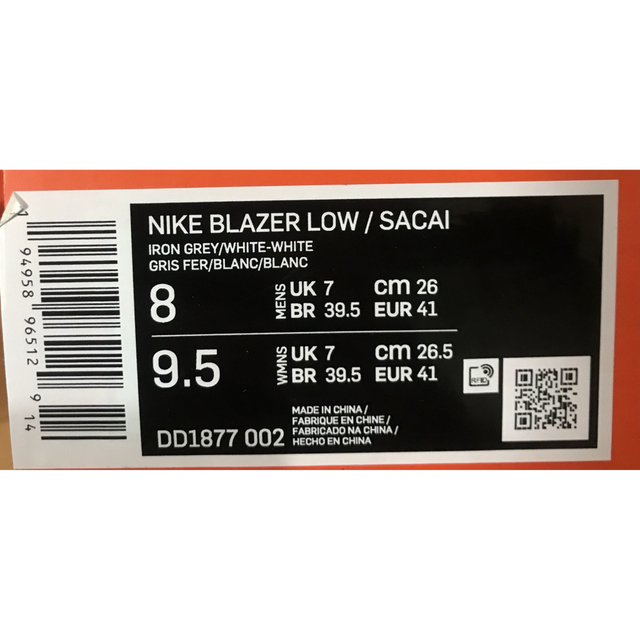 NIKE BLAZER LOW / SACAI
IRON GREY/WHITE-WHITE
GRIS FER/BLANC/BLANC
8 MENS UK 7 CM 26
BR 39.5 EUR 41
9.5 WMNS UK 7 CM 26.5
BR 39.5 EUR 41
RFID
DD1877 002
MADE IN CHINA /
FABRIQUE EN CHINE /
FABRICADO NA CHINA /
HECHO EN CHINA
94958 96512 9 14